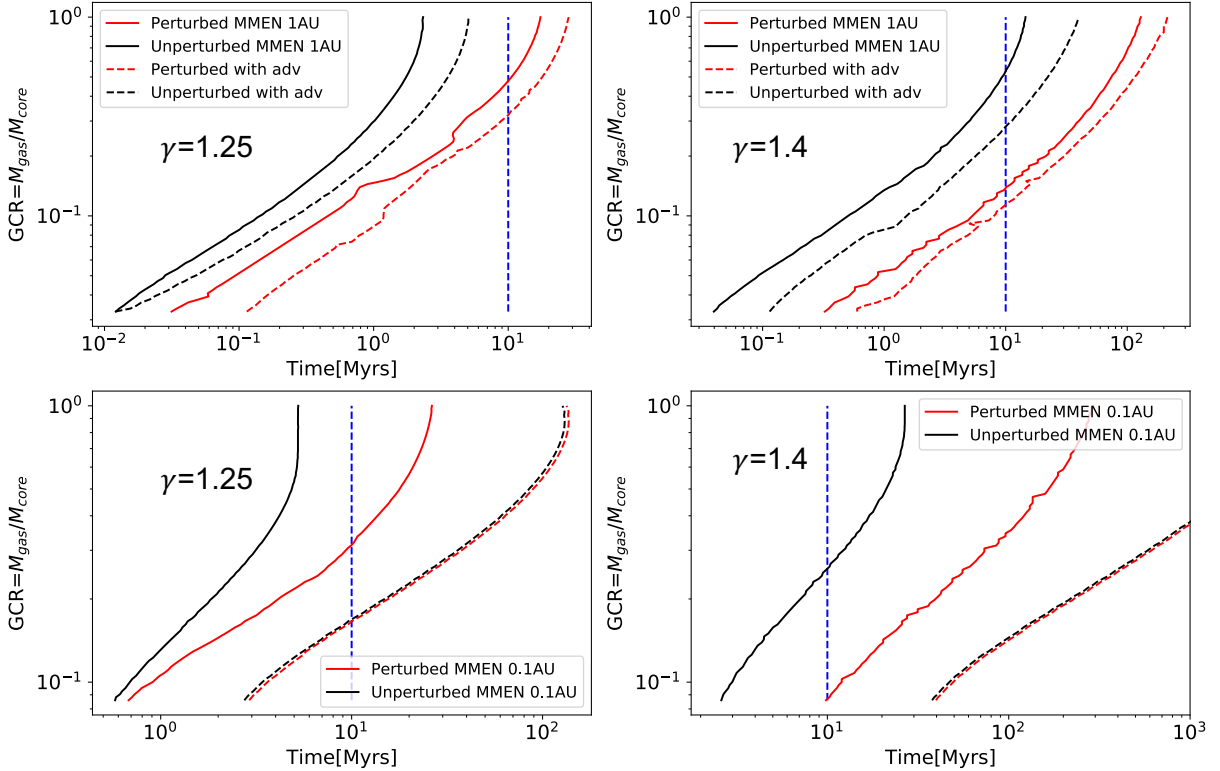 Perturbed MMEN 1AU
Unperturbed MMEN 1AU
Perturbed with adv
Unperturbed with adv
γ=1.25
GCR=M_gas/M_core
10^0
10^-1
10^-2 10^-1 10^0 10^1
Time[Myrs]
Perturbed MMEN 1AU
Unperturbed MMEN 1AU
Perturbed with adv
Unperturbed with adv
γ=1.4
GCR=M_gas/M_core
10^0
10^-1
10^-1 10^0 10^1 10^2
Time[Myrs]
γ=1.25
GCR=M_gas/M_core
10^0
10^-1
Perturbed MMEN 0.1AU
Unperturbed MMEN 0.1AU
10^0 10^1 10^2
Time[Myrs]
Perturbed MMEN 0.1AU
Unperturbed MMEN 0.1AU
γ=1.4
GCR=M_gas/M_core
10^0
10^-1
10^1 10^2 10^3
Time[Myrs]